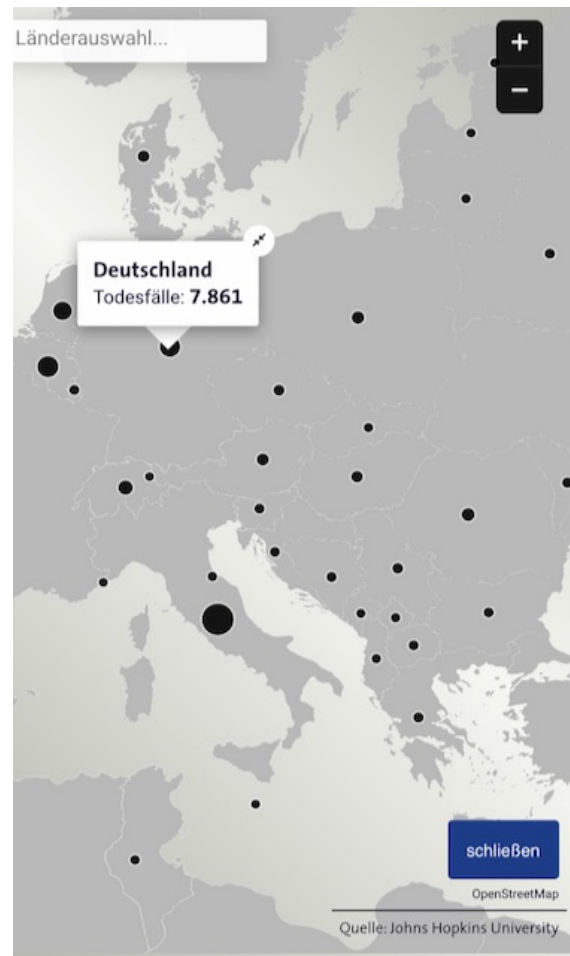 Länderauswahl...
+
−
Deutschland
Todesfälle: 7.861
schließen
OpenStreetMap
Quelle: Johns Hopkins University